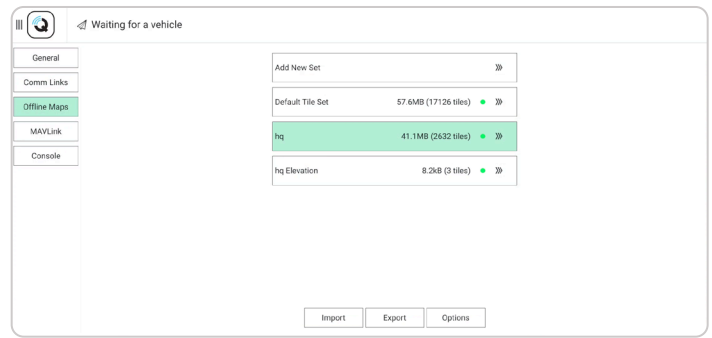 Waiting for a vehicle
General
Comm Links
Offline Maps
MAVLink
Console
Add New Set
Default Tile Set 57.6MB (17126 tiles)
hq 41.1MB (2632 tiles)
hq Elevation 8.2kB (3 tiles)
Import Export Options